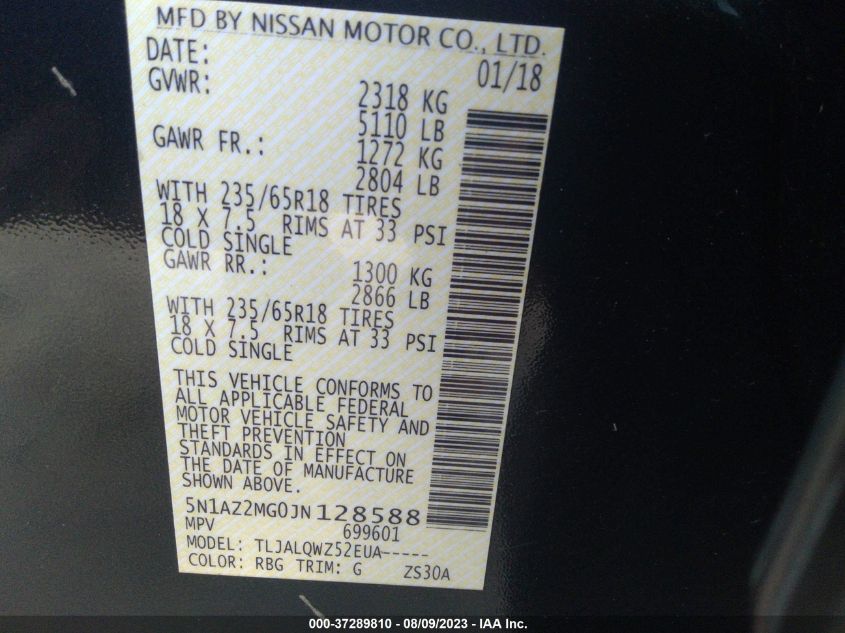 MFD BY NISSAN MOTOR CO., LTD.
DATE: 01/18
GVWR: 2318 KG
5110 LB
GAWR FR.: 1272 KG
2804 LB
WITH 235/65R18 TIRES
18 X 7.5 RIMS AT 33 PSI
COLD SINGLE
GAWR RR.: 1300 KG
2866 LB
WITH 235/65R18 TIRES
18 X 7.5 RIMS AT 33 PSI
COLD SINGLE
THIS VEHICLE CONFORMS TO
ALL APPLICABLE FEDERAL
MOTOR VEHICLE SAFETY AND
THEFT PREVENTION
STANDARDS IN EFFECT ON
THE DATE OF MANUFACTURE
SHOWN ABOVE.
5N1AZ2MG0JN128588
MPV 699601
MODEL: TLJALQWZ52EUA-----
COLOR: RBG TRIM: G ZS30A
000-37289810 - 08/09/2023 - IAA Inc.